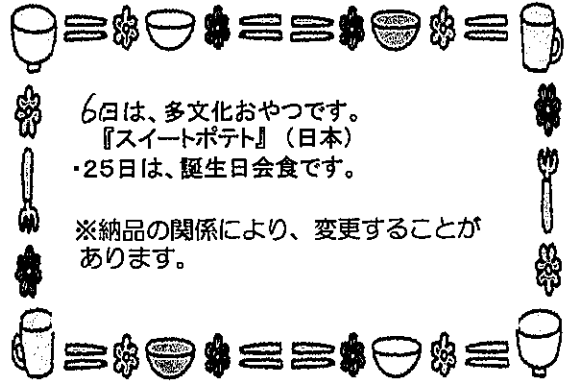 6日は、多文化おやつです。
『スイートポテト』（日本）
・25日は、誕生日会食です。
※納品の関係により、変更することが
あります。